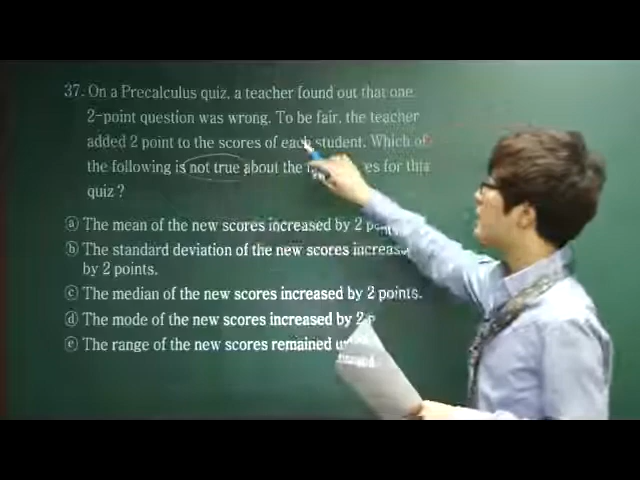 37. On a Precalculus quiz, a teacher found out that one
2-point question was wrong. To be fair, the teacher
added 2 point to the scores of each student. Which of
the following is not true about the for this
quiz ?
ⓐ The mean of the new scores increased by 2
ⓑ The standard deviation of the new scores
by 2 points.
ⓒ The median of the new scores increased by 2 points.
ⓓ The mode of the new scores increased by 2
ⓔ The range of the new scores remained